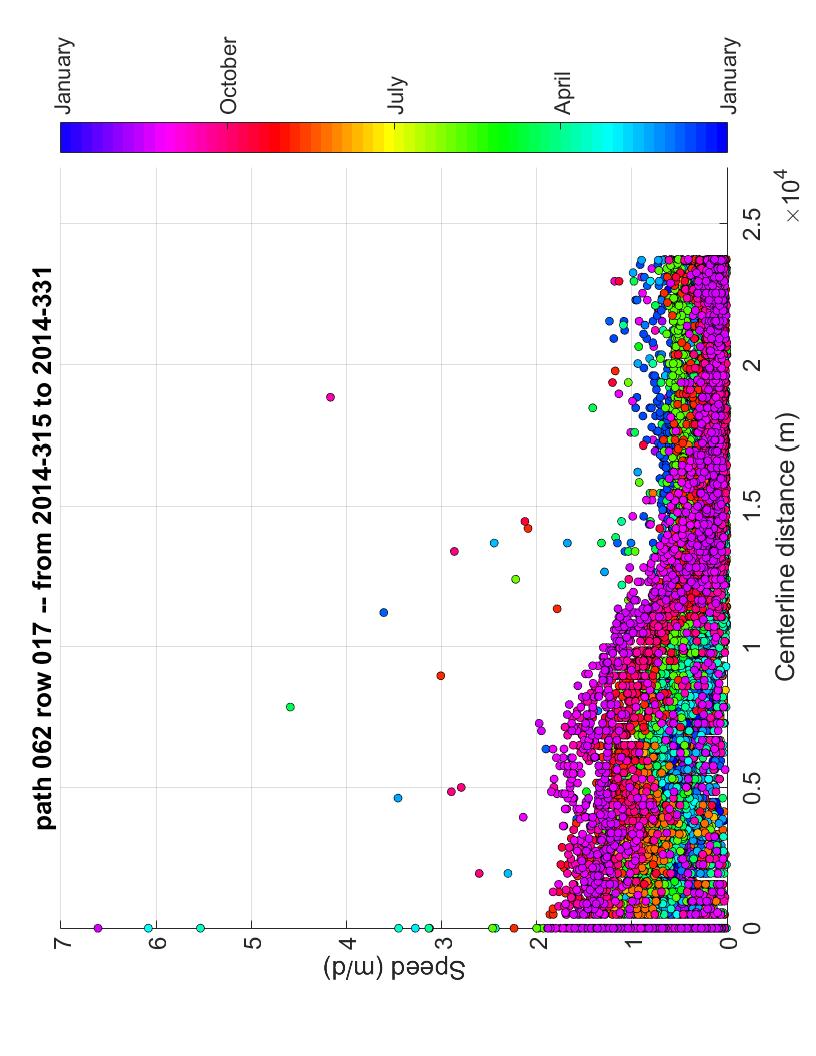 path 062 row 017 -- from 2014-315 to 2014-331
7
6
5
4
3
2
1
0
Speed (m/d)
0
0.5
1
1.5
2
2.5
×10^4
Centerline distance (m)
January
October
July
April
January